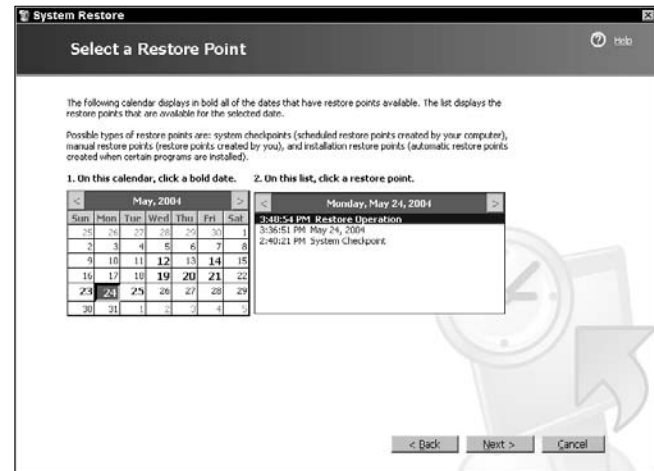 System Restore
Select a Restore Point
Help
The following calendar displays in bold all of the dates that have restore points available. The list displays the
restore points that are available for the selected date.
Possible types of restore points are: system checkpoints (scheduled restore points created by your computer),
manual restore points (restore points created by you), and installation restore points (automatic restore points
created when certain programs are installed).
1. On this calendar, click a bold date.
2. On this list, click a restore point.
< May, 2004 >
Sun Mon Tue Wed Thu Fri Sat
25 26 27 28 29 30 1
2 3 4 5 6 7 8
9 10 11 12 13 14 15
16 17 18 19 20 21 22
23 24 25 26 27 28 29
30 31 1 2 3 4 5
< Monday, May 24, 2004 >
3:48:54 PM Restore Operation
3:36:51 PM May 24, 2004
2:40:21 PM System Checkpoint
< Back Next > Cancel